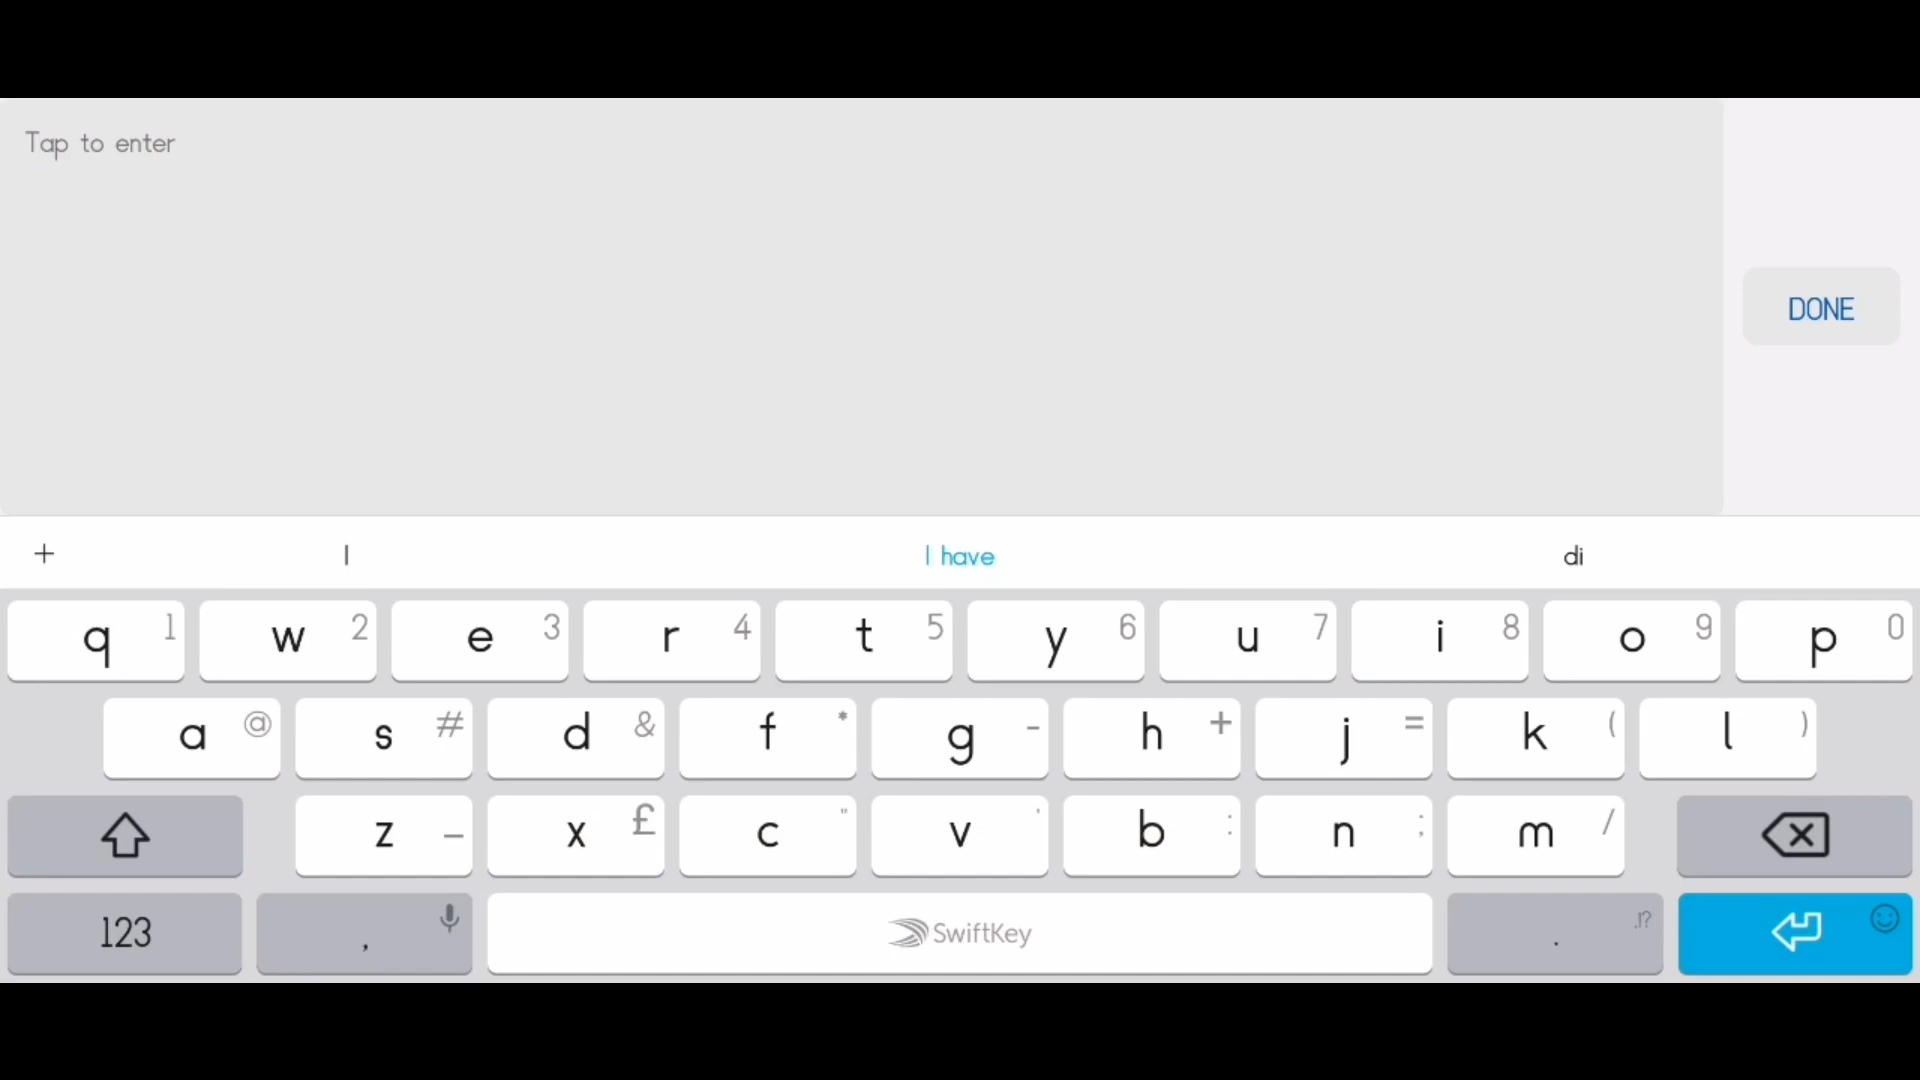 Tap to enter
DONE
+ I I have di
q 1 w 2 e 3 r 4 t 5 y 6 u 7 i 8 o 9 p 0
a @ s # d & f * g - h + j = k ( l )
z _ x £ c " v ' b : n ; m /
123 , SwiftKey . .!?